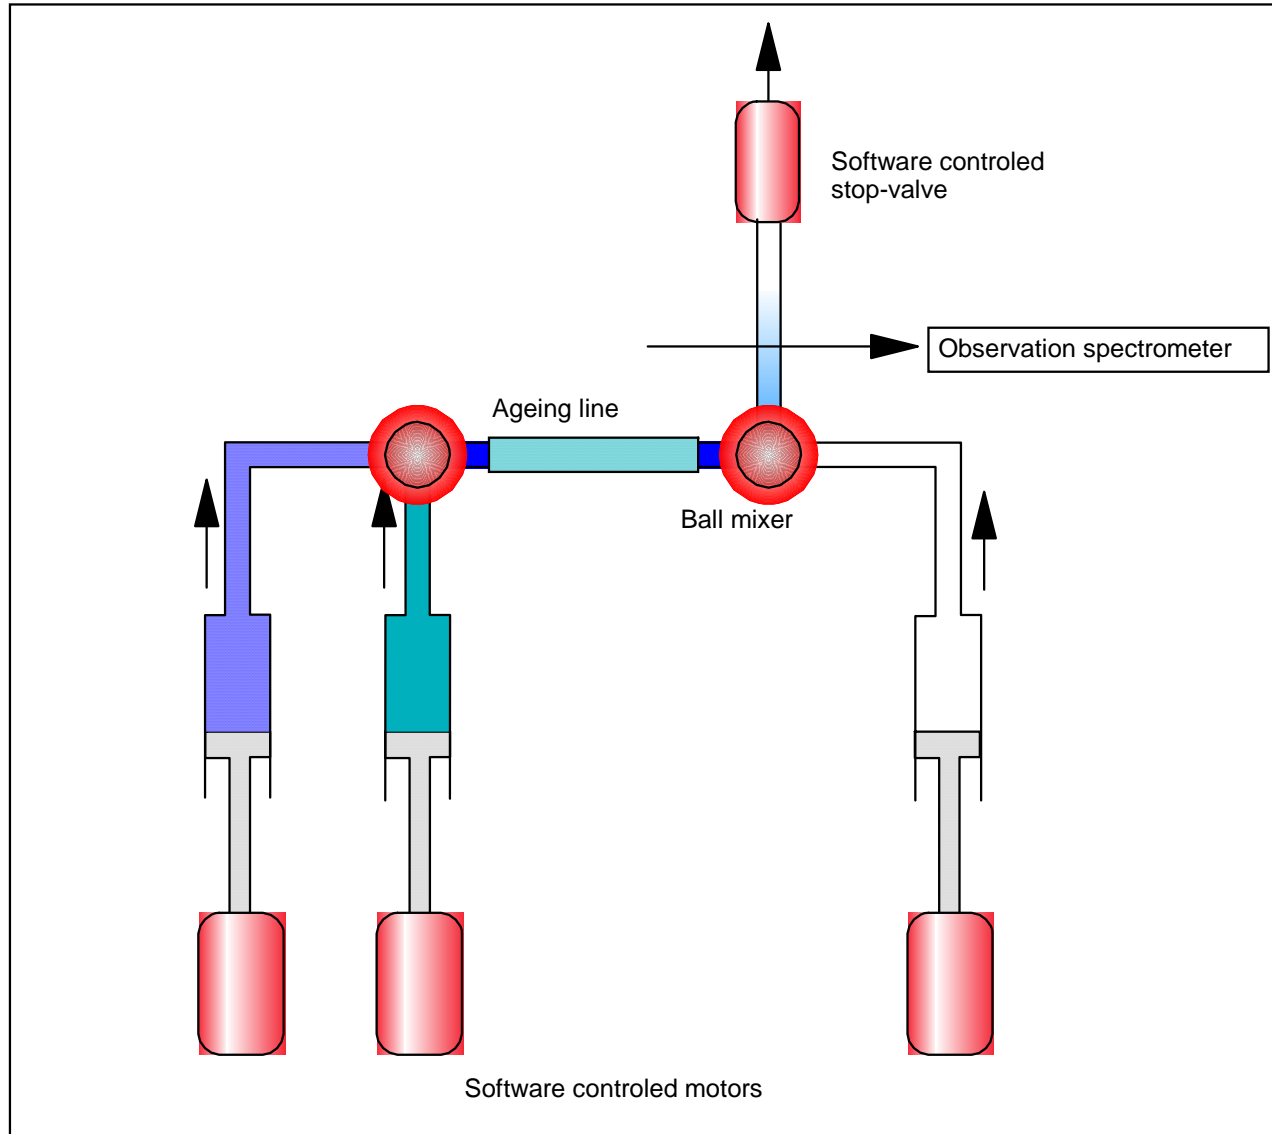 Software controled
stop-valve
Observation spectrometer
Ageing line
Ball mixer
Software controled motors